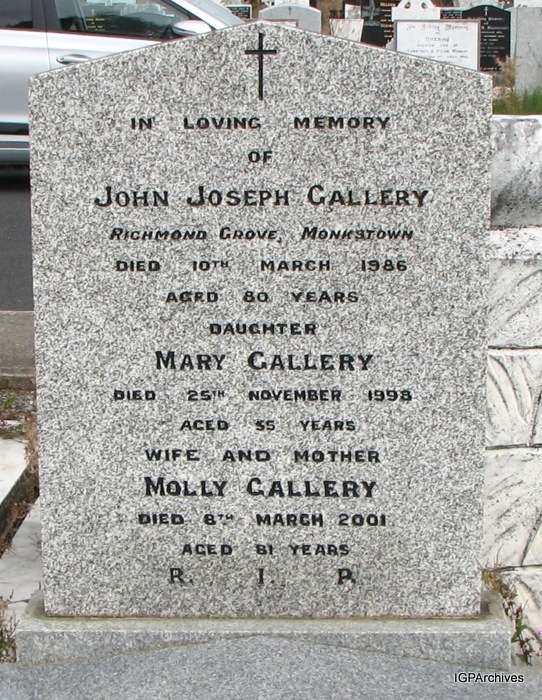 IN LOVING MEMORY
OF
JOHN JOSEPH GALLERY
RICHMOND GROVE, MONKSTOWN
DIED 10TH MARCH 1986
AGED 80 YEARS
DAUGHTER
MARY GALLERY
DIED 25TH NOVEMBER 1998
AGED 55 YEARS
WIFE AND MOTHER
MOLLY GALLERY
DIED 8TH MARCH 2001
AGED 81 YEARS
R. I. P.
IGPArchives